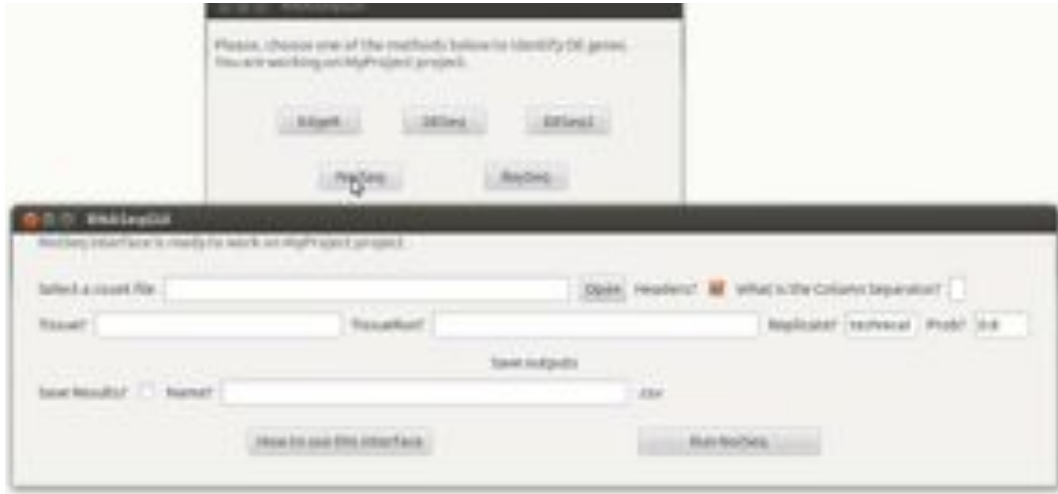 Please, choose one of the methods below to identify DE genes.
You are working on MyProject project.
EdgeR DESeq DESeq2
NoiSeq BaySeq
RNASeqGUI
NoiSeq interface is ready to work on MyProject project.
Select a count file Open Headers? What is the Column Separator?
Tissue? TissueRun? Replicate? technical Prob? 0.8
Save outputs
Save Results? Name? .csv
How to use this interface Run NoiSeq